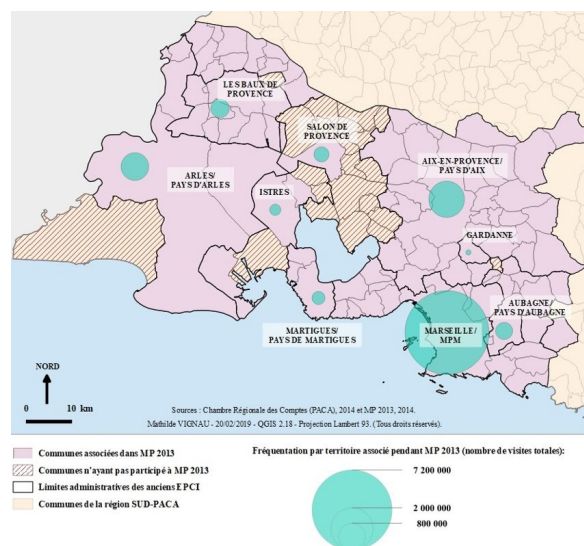 LES BAUX DE
PROVENCE
SALON DE
PROVENCE
AIX-EN-PROVENCE/
PAYS D'AIX
ARLES/
PAYS D'ARLES
ISTRES
GARDANNE
AUBAGNE/
PAYS D'AUBAGNE
MARSEILLE/
MPM
MARTIGUES/
PAYS DE MARTIGUES
NORD
0 10 km
Sources : Chambre Régionale des Comptes (PACA), 2014 et MP 2013, 2014.
Mathilde VIGNAU - 20/02/2019 - QGIS 2.18 - Projection Lambert 93. (Tous droits réservés).
Communes associées dans MP 2013
Communes n'ayant pas participé à MP 2013
Limites administratives des anciens EPCI
Communes de la région SUD-PACA
Fréquentation par territoire associé pendant MP 2013 (nombre de visites totales):
7 200 000
2 000 000
800 000